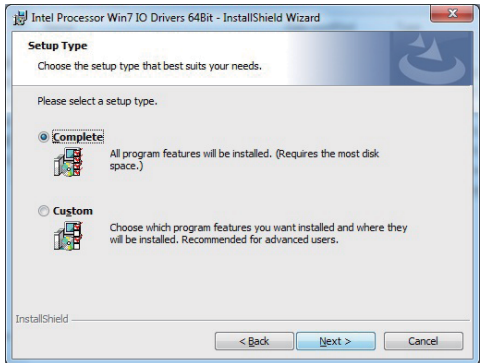 Intel Processor Win7 IO Drivers 64Bit - InstallShield Wizard
Setup Type
Choose the setup type that best suits your needs.
Please select a setup type.
Complete
All program features will be installed. (Requires the most disk
space.)
Custom
Choose which program features you want installed and where they
will be installed. Recommended for advanced users.
InstallShield
< Back
Next >
Cancel